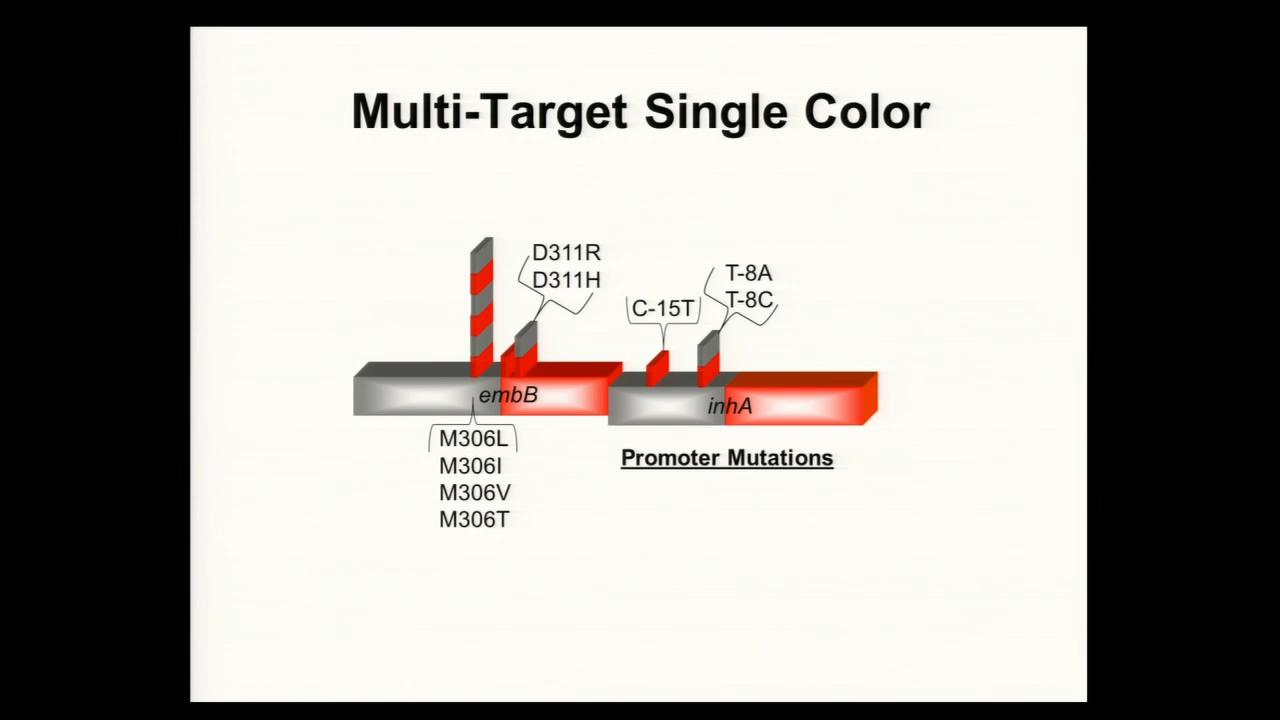 Multi-Target Single Color
D311R
D311H
C-15T
T-8A
T-8C
embB
inhA
M306L
M306I
M306V
M306T
Promoter Mutations